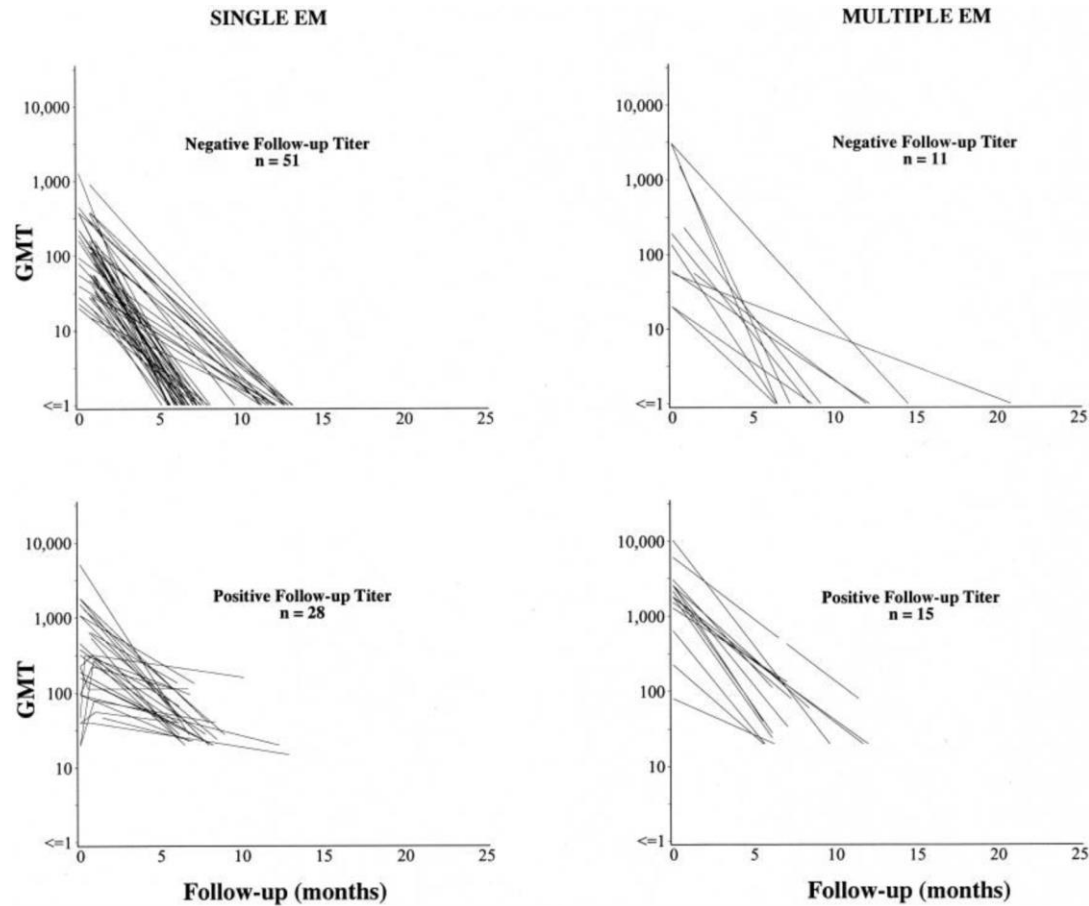 SINGLE EM
MULTIPLE EM
GMT
10,000
1,000
100
10
<=1
Negative Follow-up Titer
n = 51
0 5 10 15 20 25
10,000
1,000
100
10
<=1
Negative Follow-up Titer
n = 11
0 5 10 15 20 25
GMT
10,000
1,000
100
10
<=1
Positive Follow-up Titer
n = 28
0 5 10 15 20 25
Follow-up (months)
10,000
1,000
100
10
<=1
Positive Follow-up Titer
n = 15
0 5 10 15 20 25
Follow-up (months)